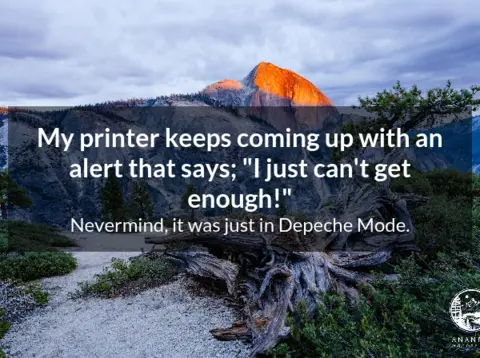 My printer keeps coming up with an
alert that says; "I just can't get
enough!"
Nevermind, it was just in Depeche Mode.